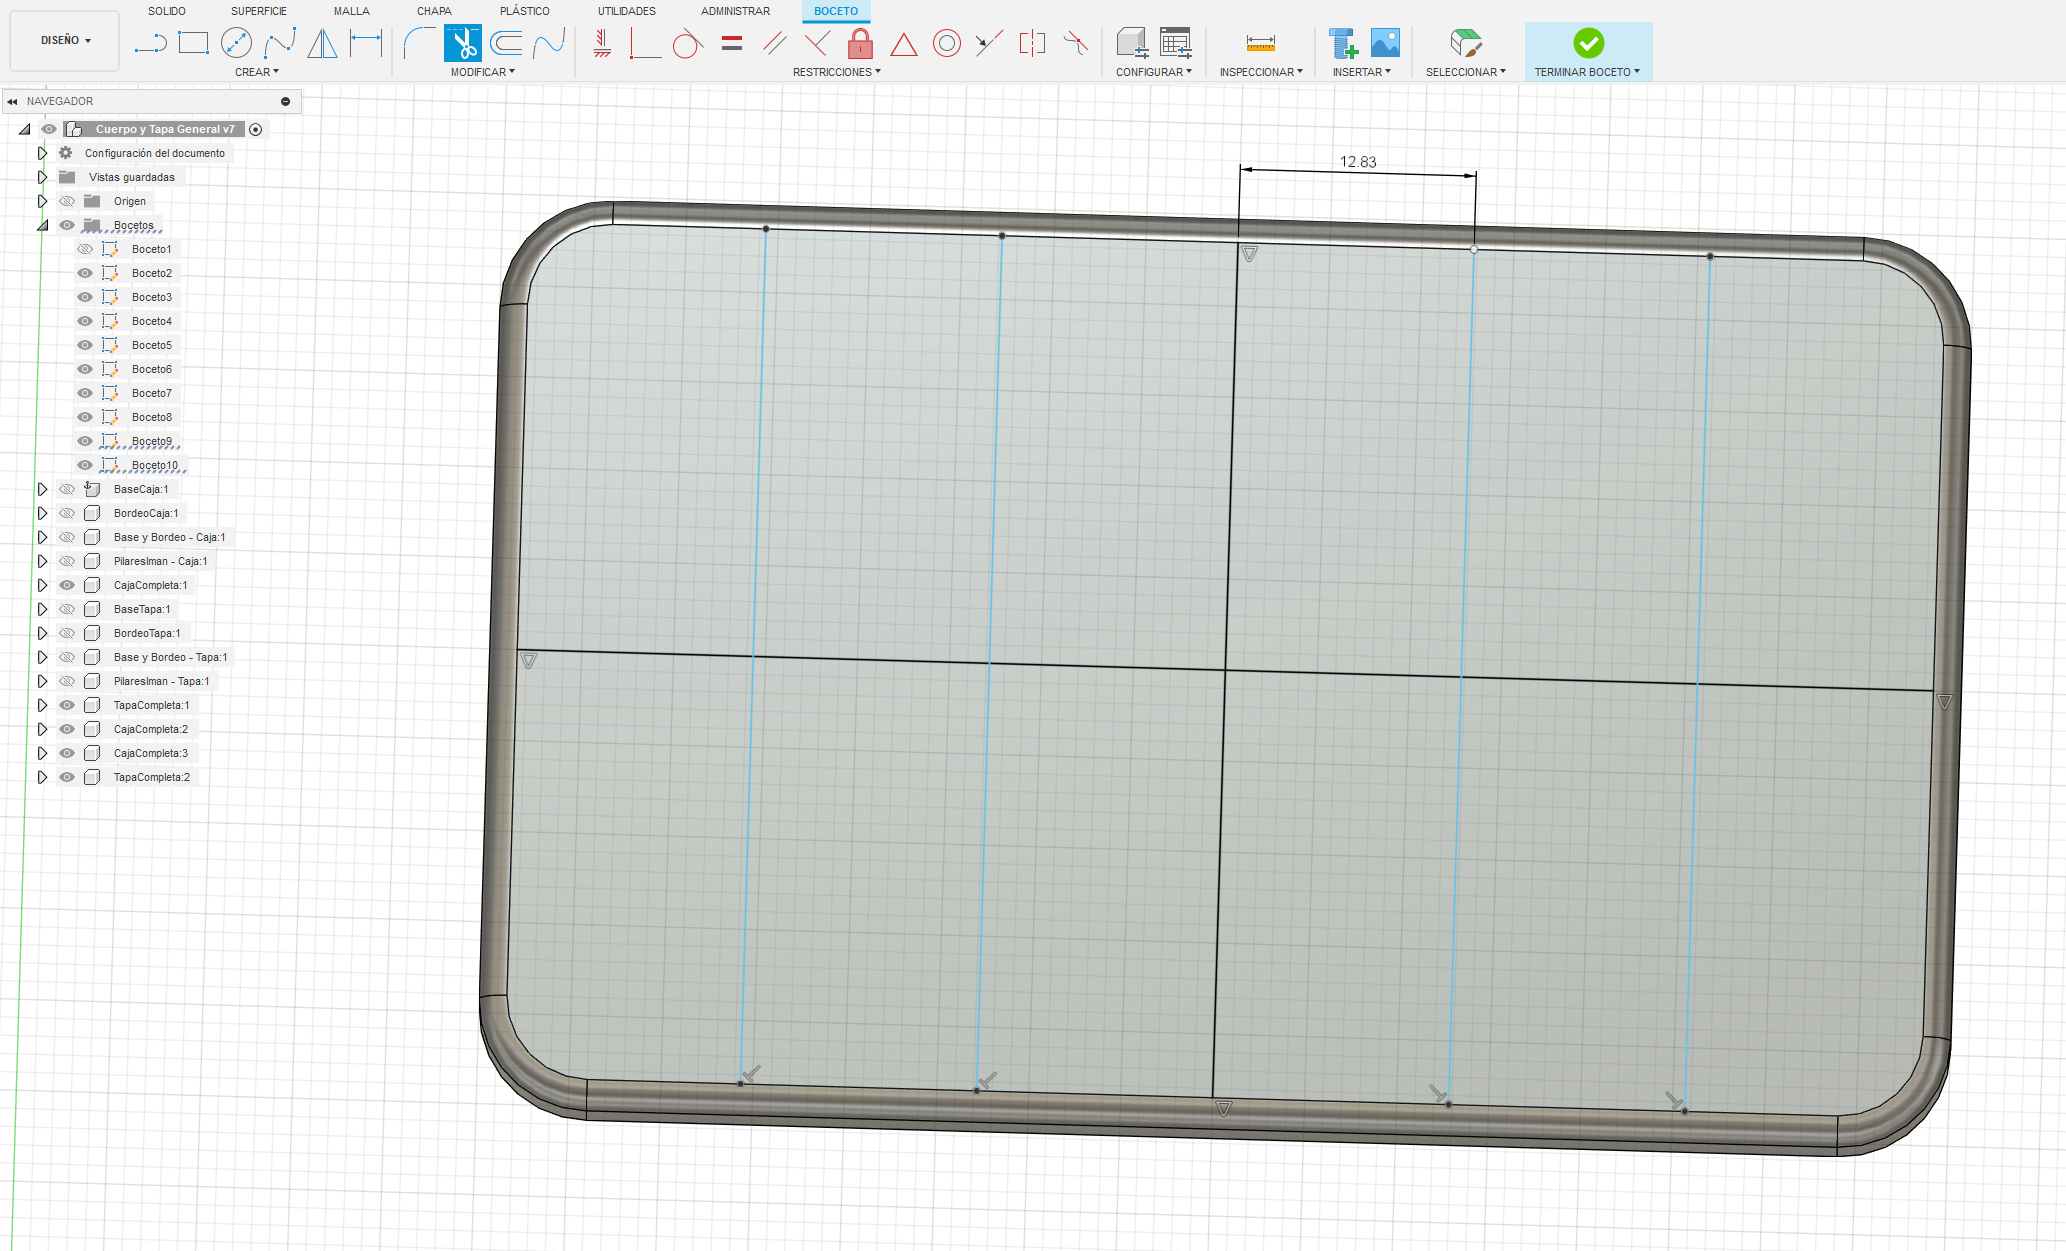 SOLIDO SUPERFICIE MALLA CHAPA PLÁSTICO UTILIDADES ADMINISTRAR BOCETO
DISEÑO
CREAR MODIFICAR RESTRICCIONES CONFIGURAR INSPECCIONAR INSERTAR SELECCIONAR TERMINAR BOCETO
NAVEGADOR
Cuerpo y Tapa General v7
Configuración del documento
Vistas guardadas
Origen
Bocetos
Boceto1
Boceto2
Boceto3
Boceto4
Boceto5
Boceto6
Boceto7
Boceto8
Boceto9
Boceto10
BaseCaja:1
BordeoCaja:1
Base y Bordeo - Caja:1
PilaresIman - Caja:1
CajaCompleta:1
BaseTapa:1
BordeoTapa:1
Base y Bordeo - Tapa:1
PilaresIman - Tapa:1
TapaCompleta:1
CajaCompleta:2
CajaCompleta:3
TapaCompleta:2
12.83